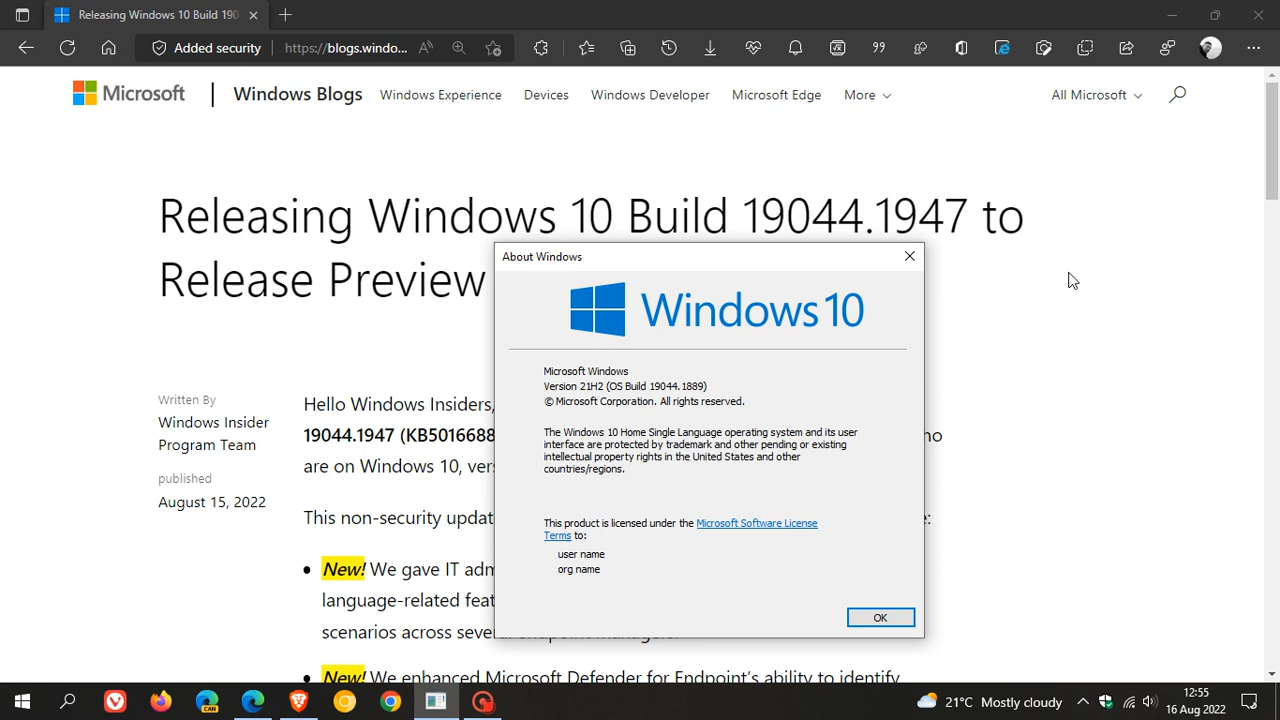 Releasing Windows 10 Build 190
Added security
https://blogs.windo...
CAN
Microsoft
Windows Blogs
Windows Experience
Devices
Windows Developer
Microsoft Edge
More
All Microsoft
Releasing Windows 10 Build 19044.1947 to
Release Preview
Written By
Windows Insider
Program Team
published
August 15, 2022
Hello Windows Insiders,
19044.1947 (KB5016688
are on Windows 10, vers
This non-security updat
New! We gave IT adm
language-related feat
scenarios across several endpoint managers.
New! We enhanced Microsoft Defender for Endpoint's ability to identify
About Windows
Windows 10
Microsoft Windows
Version 21H2 (OS Build 19044.1889)
© Microsoft Corporation. All rights reserved.
The Windows 10 Home Single Language operating system and its user
interface are protected by trademark and other pending or existing
intellectual property rights in the United States and other
countries/regions.
This product is licensed under the Microsoft Software License
Terms to:
user name
org name
OK
21°C Mostly cloudy
12:55
16 Aug 2022